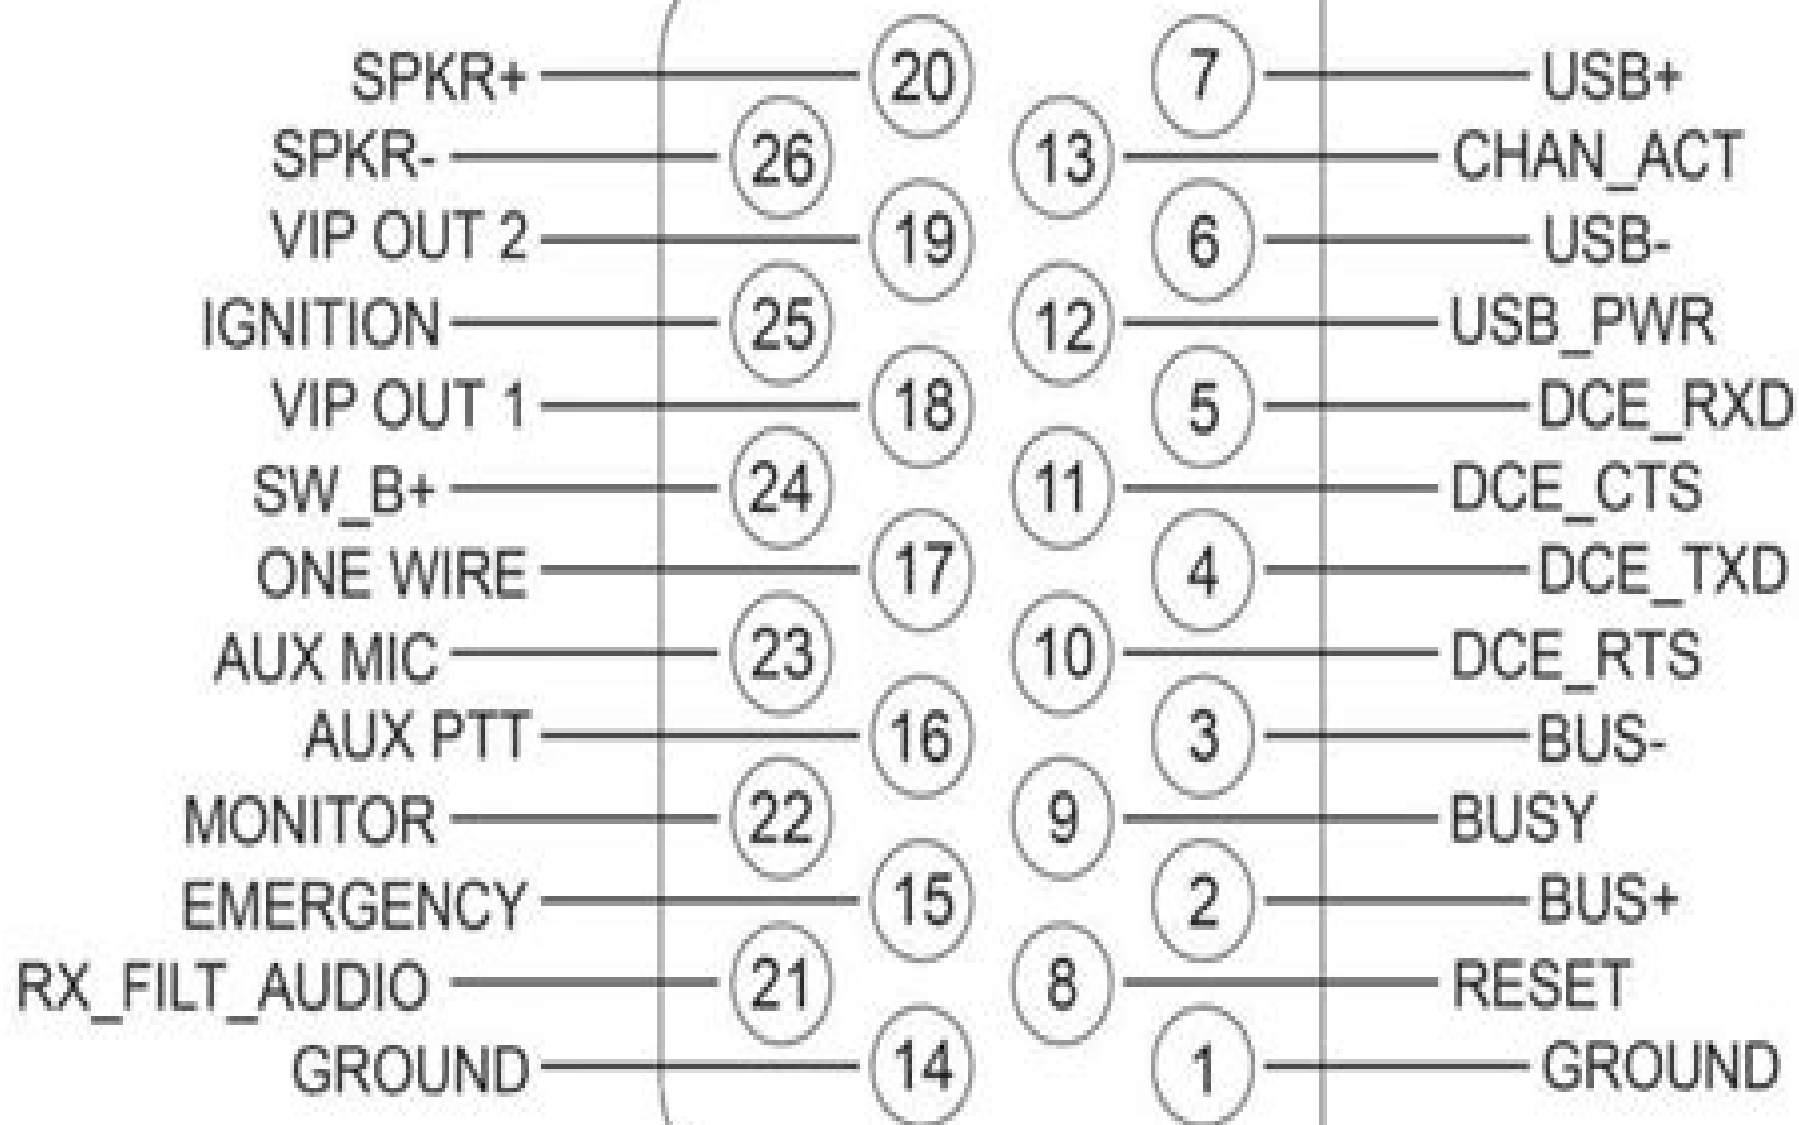 SPKR+ 20 7 USB+
SPKR- 26 13 CHAN_ACT
VIP OUT 2 19 6 USB-
IGNITION 25 12 USB_PWR
VIP OUT 1 18 5 DCE_RXD
SW_B+ 24 11 DCE_CTS
ONE WIRE 17 4 DCE_TXD
AUX MIC 23 10 DCE_RTS
AUX PTT 16 3 BUS-
MONITOR 22 9 BUSY
EMERGENCY 15 2 BUS+
RX_FILT_AUDIO 21 8 RESET
GROUND 14 1 GROUND